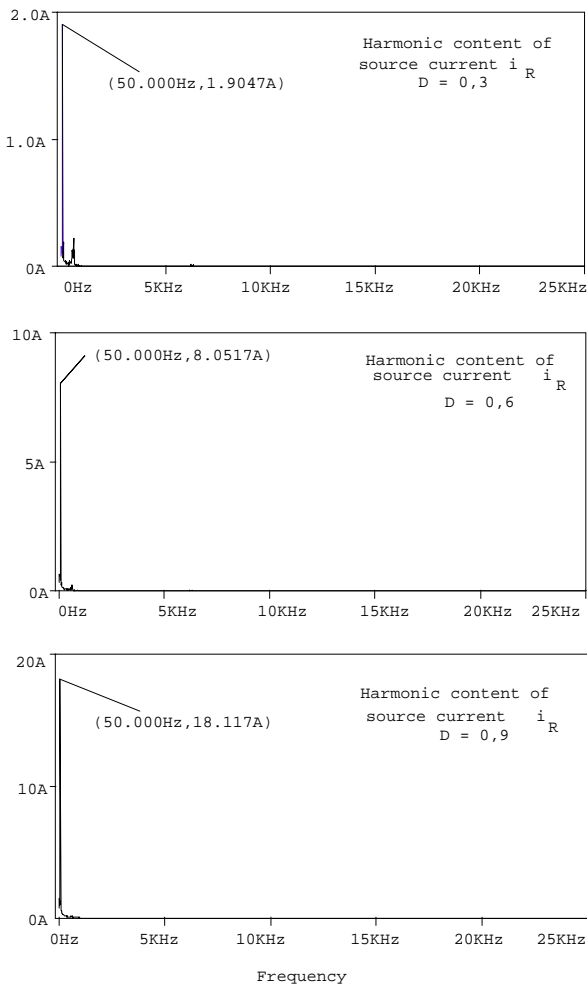 2.0A
Harmonic content of
source current i R
(50.000Hz,1.9047A)
D = 0,3
1.0A
0A
0Hz 5KHz 10KHz 15KHz 20KHz 25KHz
10A
(50.000Hz,8.0517A)
Harmonic content of
source current i R
D = 0,6
5A
0A
0Hz 5KHz 10KHz 15KHz 20KHz 25KHz
20A
Harmonic content of
source current i R
(50.000Hz,18.117A)
D = 0,9
10A
0A
0Hz 5KHz 10KHz 15KHz 20KHz 25KHz
Frequency